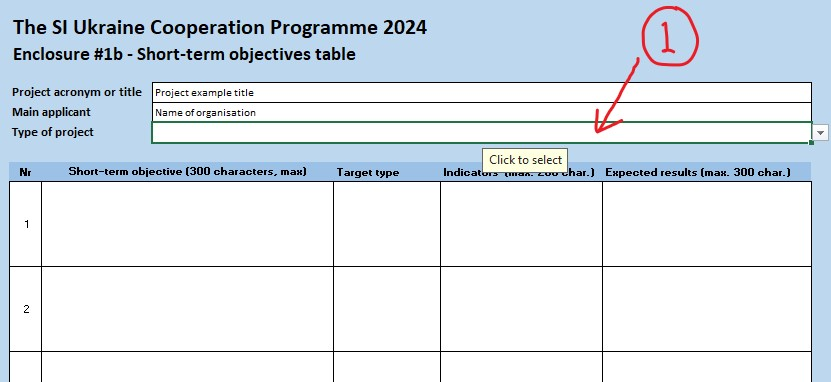 The SI Ukraine Cooperation Programme 2024
Enclosure #1b - Short-term objectives table
1
Project acronym or title Project example title
Main applicant Name of organisation
Type of project
Click to select
Nr Short-term objective (300 characters, max) Target type Indicators (max. 200 char.) Expected results (max. 300 char.)
1
2